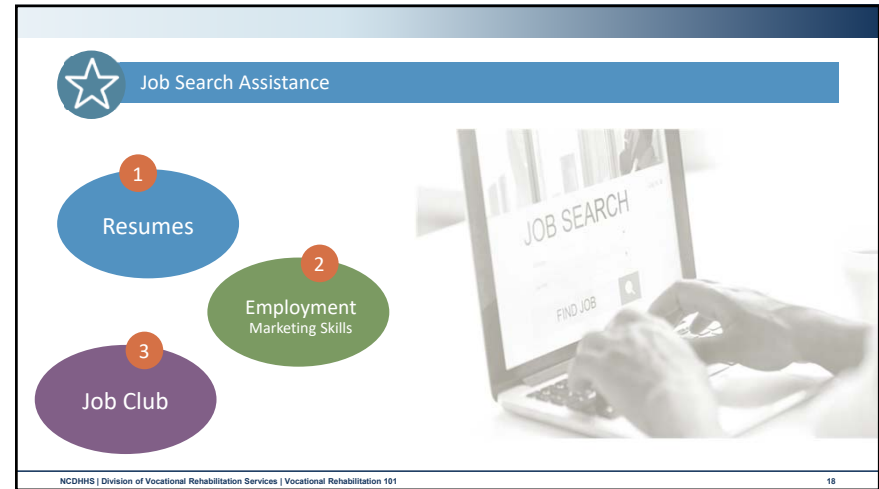 Job Search Assistance
1
Resumes
2
Employment
Marketing Skills
3
Job Club
JOB SEARCH
FIND JOB
NCDHHS | Division of Vocational Rehabilitation Services | Vocational Rehabilitation 101
18